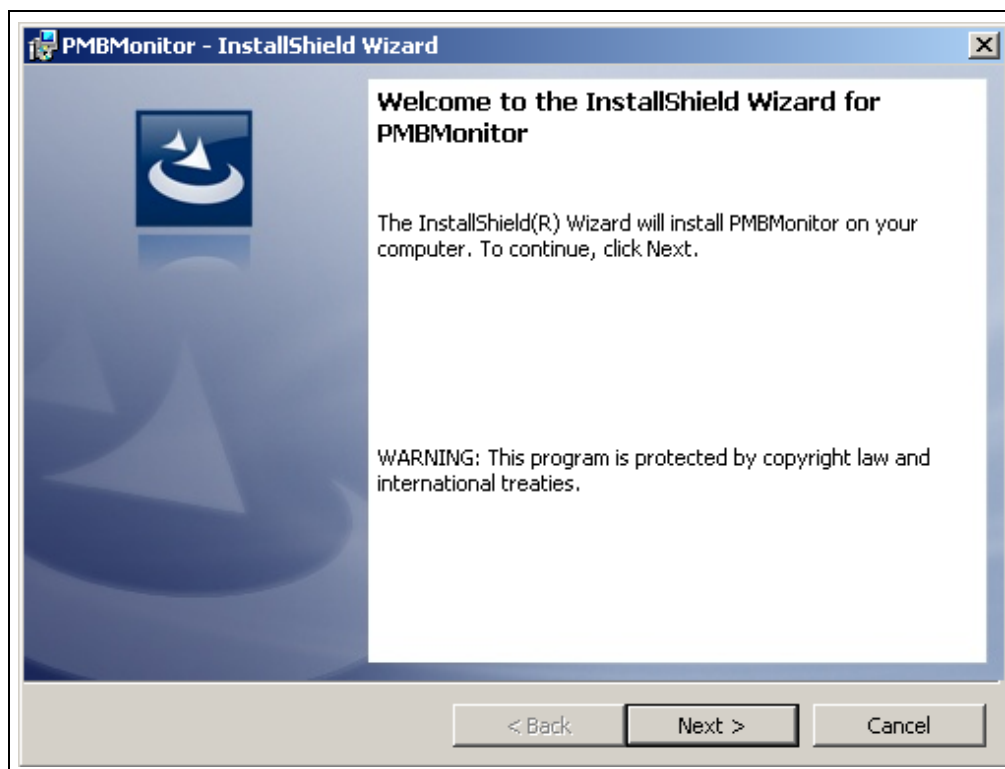 PMBMonitor - InstallShield Wizard
Welcome to the InstallShield Wizard for
PMBMonitor
The InstallShield(R) Wizard will install PMBMonitor on your
computer. To continue, click Next.
WARNING: This program is protected by copyright law and
international treaties.
< Back
Next >
Cancel